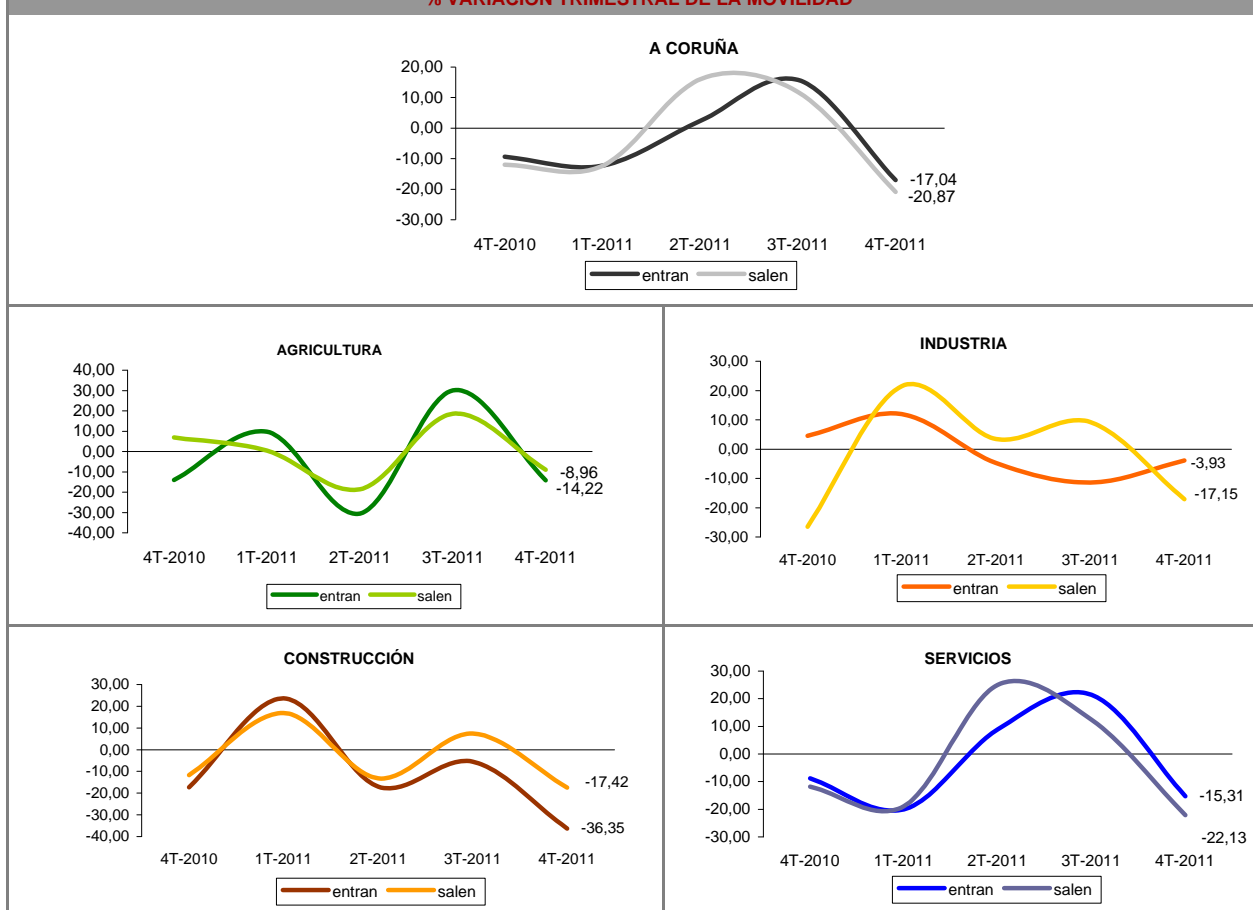 % VARIACIÓN TRIMESTRAL DE LA MOVILIDAD
A CORUÑA
20,00
10,00
0,00
-10,00
-20,00
-30,00
-17,04
-20,87
4T-2010 1T-2011 2T-2011 3T-2011 4T-2011
entran salen
AGRICULTURA
40,00
30,00
20,00
10,00
0,00
-10,00
-20,00
-30,00
-40,00
-8,96
-14,22
4T-2010 1T-2011 2T-2011 3T-2011 4T-2011
entran salen
INDUSTRIA
30,00
20,00
10,00
0,00
-10,00
-20,00
-30,00
-3,93
-17,15
4T-2010 1T-2011 2T-2011 3T-2011 4T-2011
entran salen
CONSTRUCCIÓN
30,00
20,00
10,00
0,00
-10,00
-20,00
-30,00
-40,00
-17,42
-36,35
4T-2010 1T-2011 2T-2011 3T-2011 4T-2011
entran salen
SERVICIOS
30,00
20,00
10,00
0,00
-10,00
-20,00
-30,00
-15,31
-22,13
4T-2010 1T-2011 2T-2011 3T-2011 4T-2011
entran salen